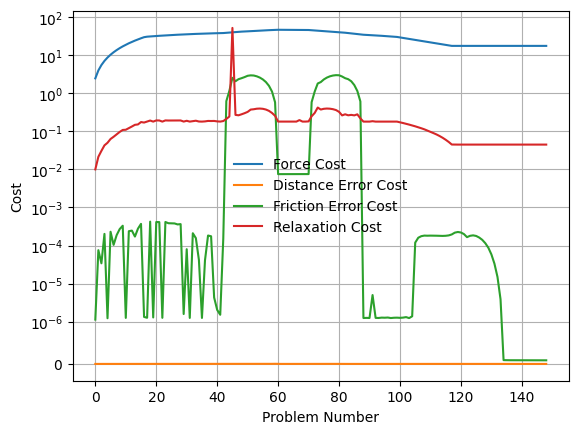 10²
10¹
10⁰
10⁻¹
10⁻²
10⁻³
10⁻⁴
10⁻⁵
10⁻⁶
0
Cost
Force Cost
Distance Error Cost
Friction Error Cost
Relaxation Cost
0 20 40 60 80 100 120 140
Problem Number